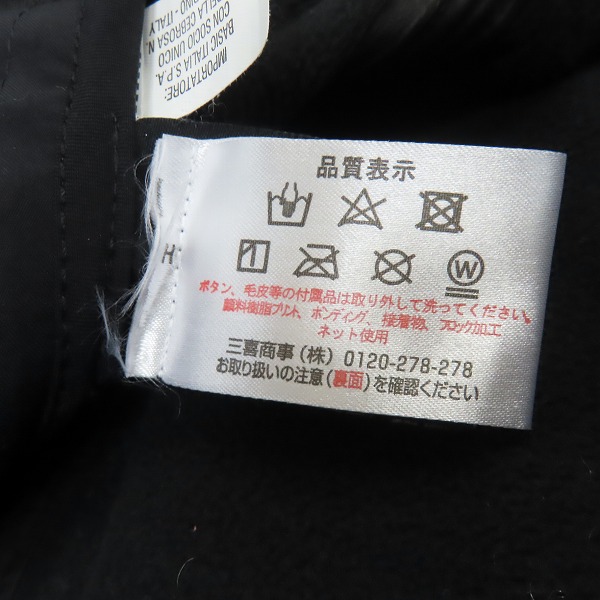 IMPORTATORE:
BASIC ITALIA S.P.A.
CON SOCIO UNICO
DELLA CEBROSA N.
- ITALY
品質表示
W
H
ボタン、毛皮等の付属品は取り外して洗ってください。
顔料樹脂プリント、ボンディング、接着物、フロック加工
ネット使用
三喜商事(株) 0120-278-278
お取り扱いの注意(裏面)を確認ください